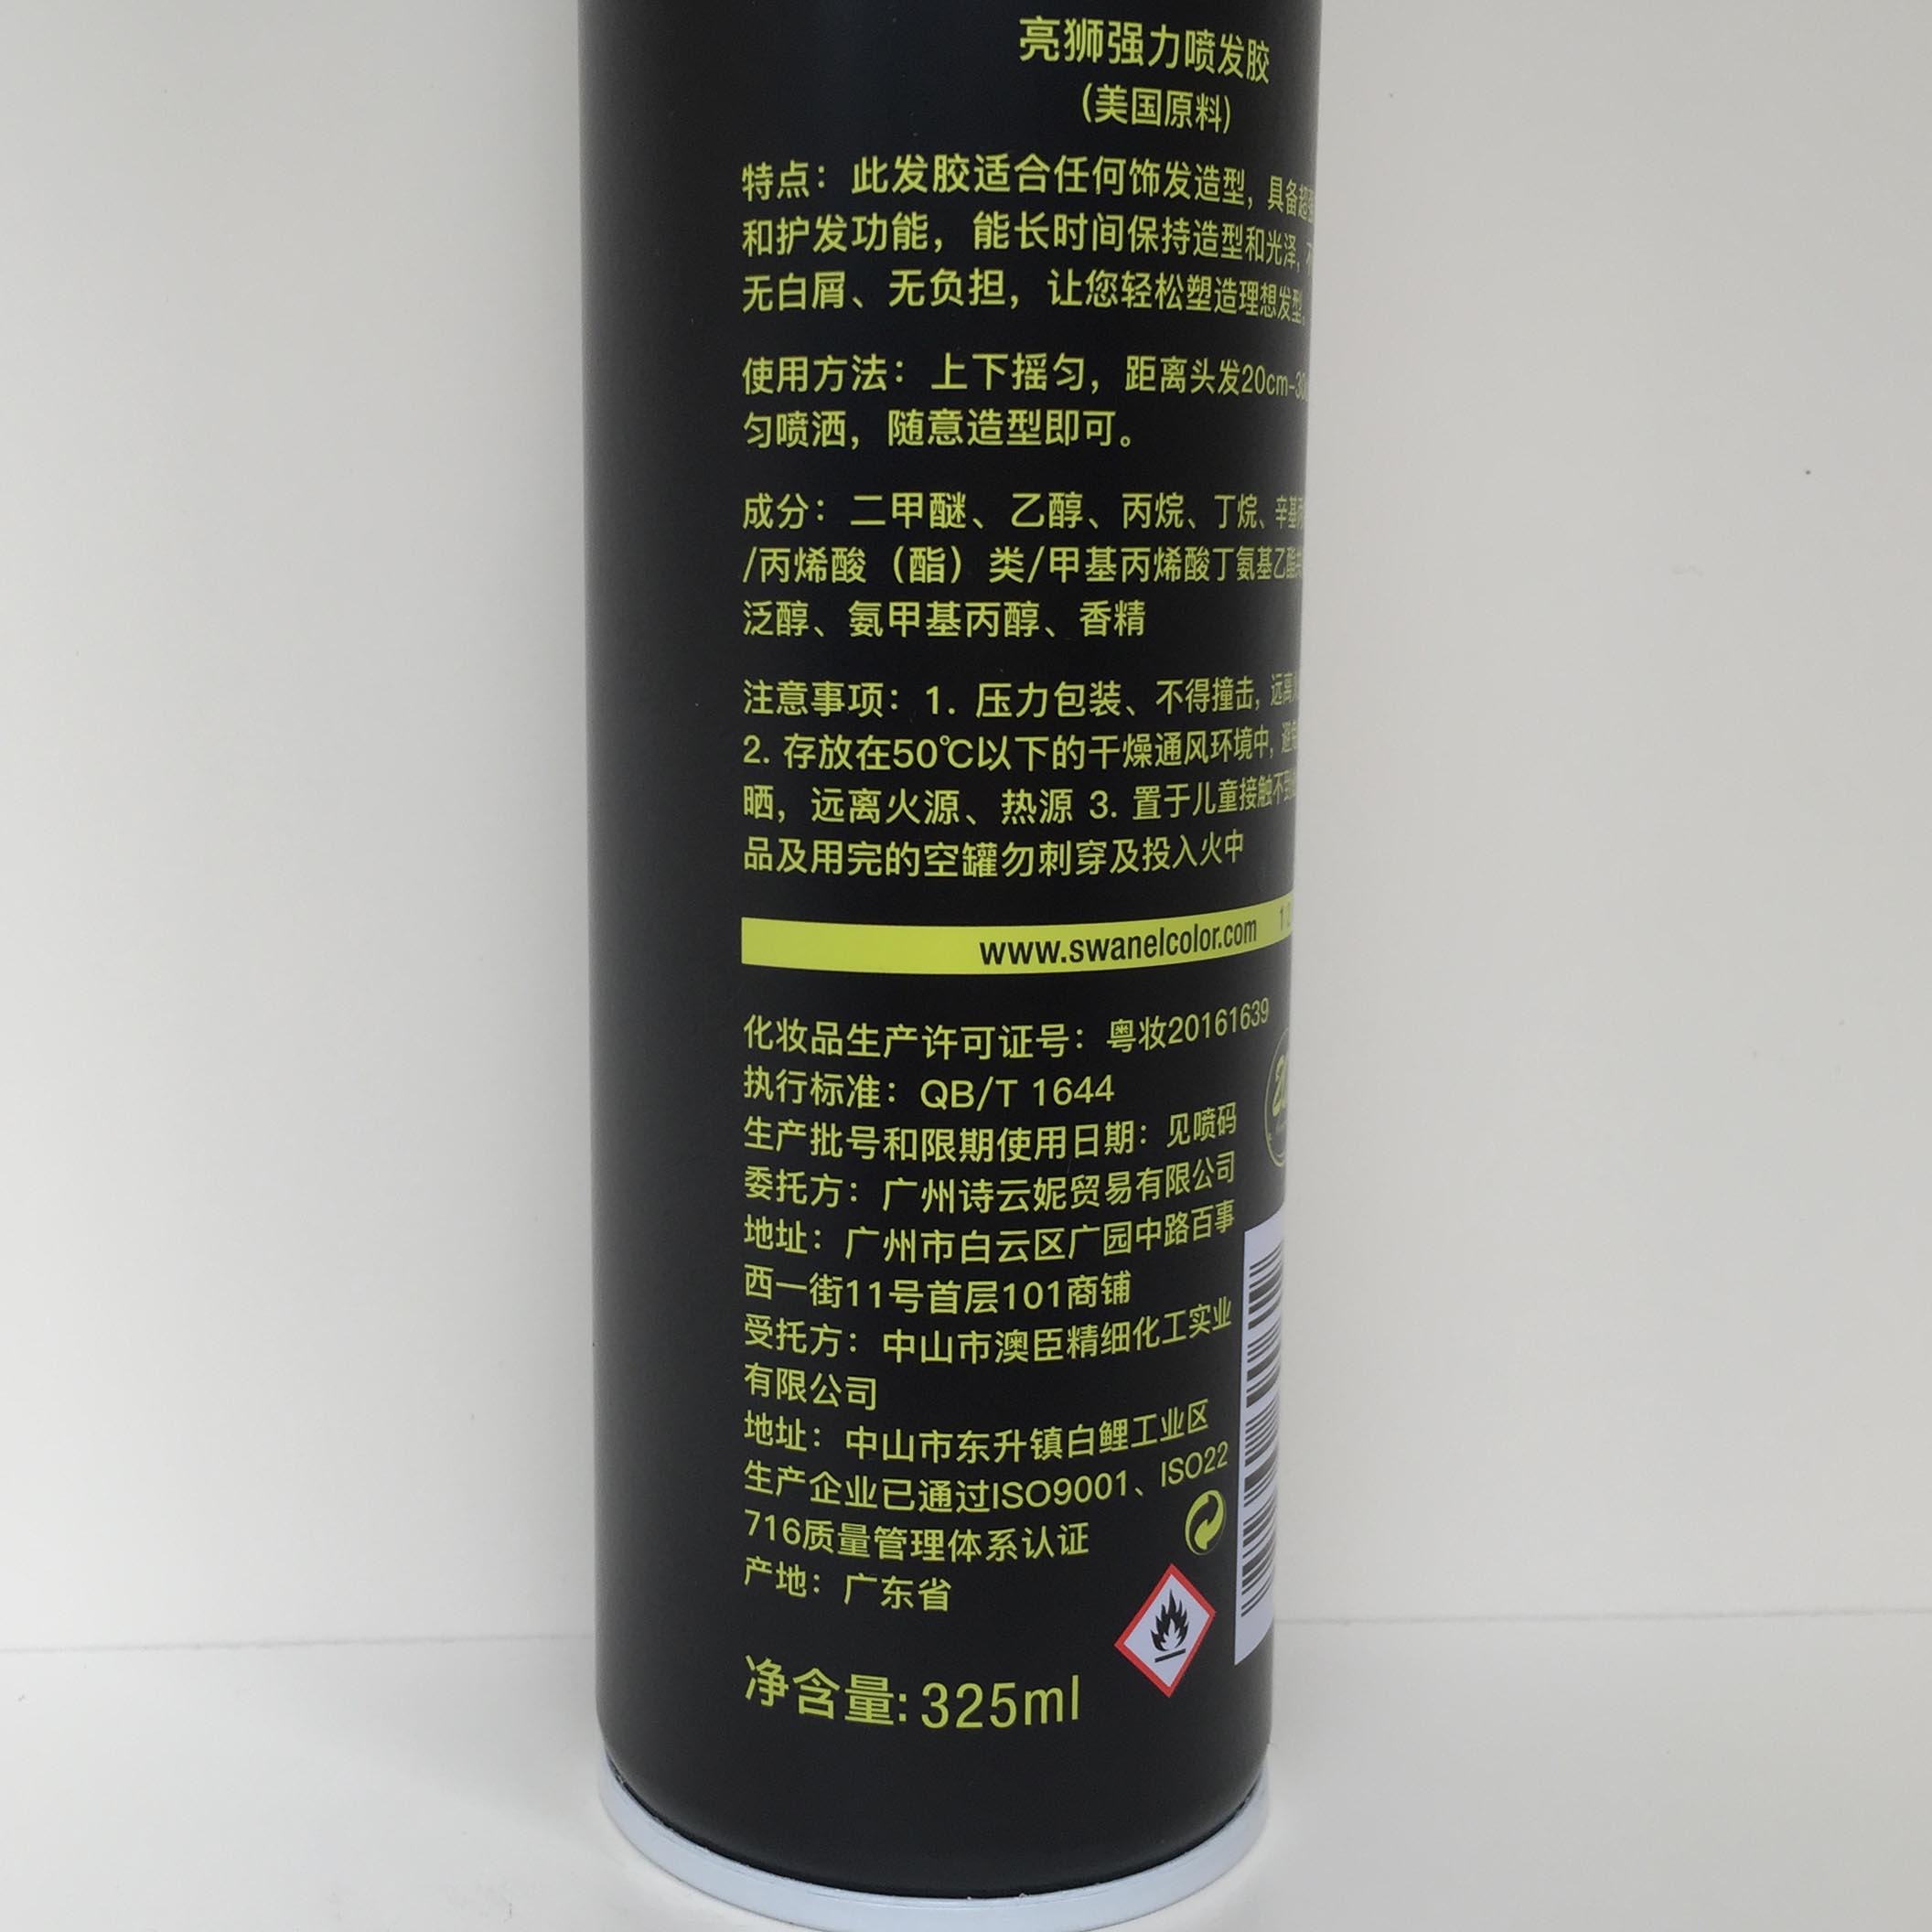 亮狮强力喷发胶
(美国原料)
特点：此发胶适合任何饰发造型，具备超强
和护发功能，能长时间保持造型和光泽，不
无白屑、无负担，让您轻松塑造理想发型，
使用方法：上下摇匀，距离头发20cm-30
匀喷洒，随意造型即可。
成分：二甲醚、乙醇、丙烷、丁烷、辛基丙
/丙烯酸（酯）类/甲基丙烯酸丁氨基乙酯共
泛醇、氨甲基丙醇、香精
注意事项：1. 压力包装、不得撞击，远离
2. 存放在50℃以下的干燥通风环境中，避免
晒，远离火源、热源 3. 置于儿童接触不到
品及用完的空罐勿刺穿及投入火中
www.swanelcolor.com
化妆品生产许可证号：粤妆20161639
执行标准：QB/T 1644
生产批号和限期使用日期：见喷码
委托方：广州诗云妮贸易有限公司
地址：广州市白云区广园中路百事
西一街11号首层101商铺
受托方：中山市澳臣精细化工实业
有限公司
地址：中山市东升镇白鲤工业区
生产企业已通过ISO9001、ISO22
716质量管理体系认证
产地：广东省
净含量:325ml